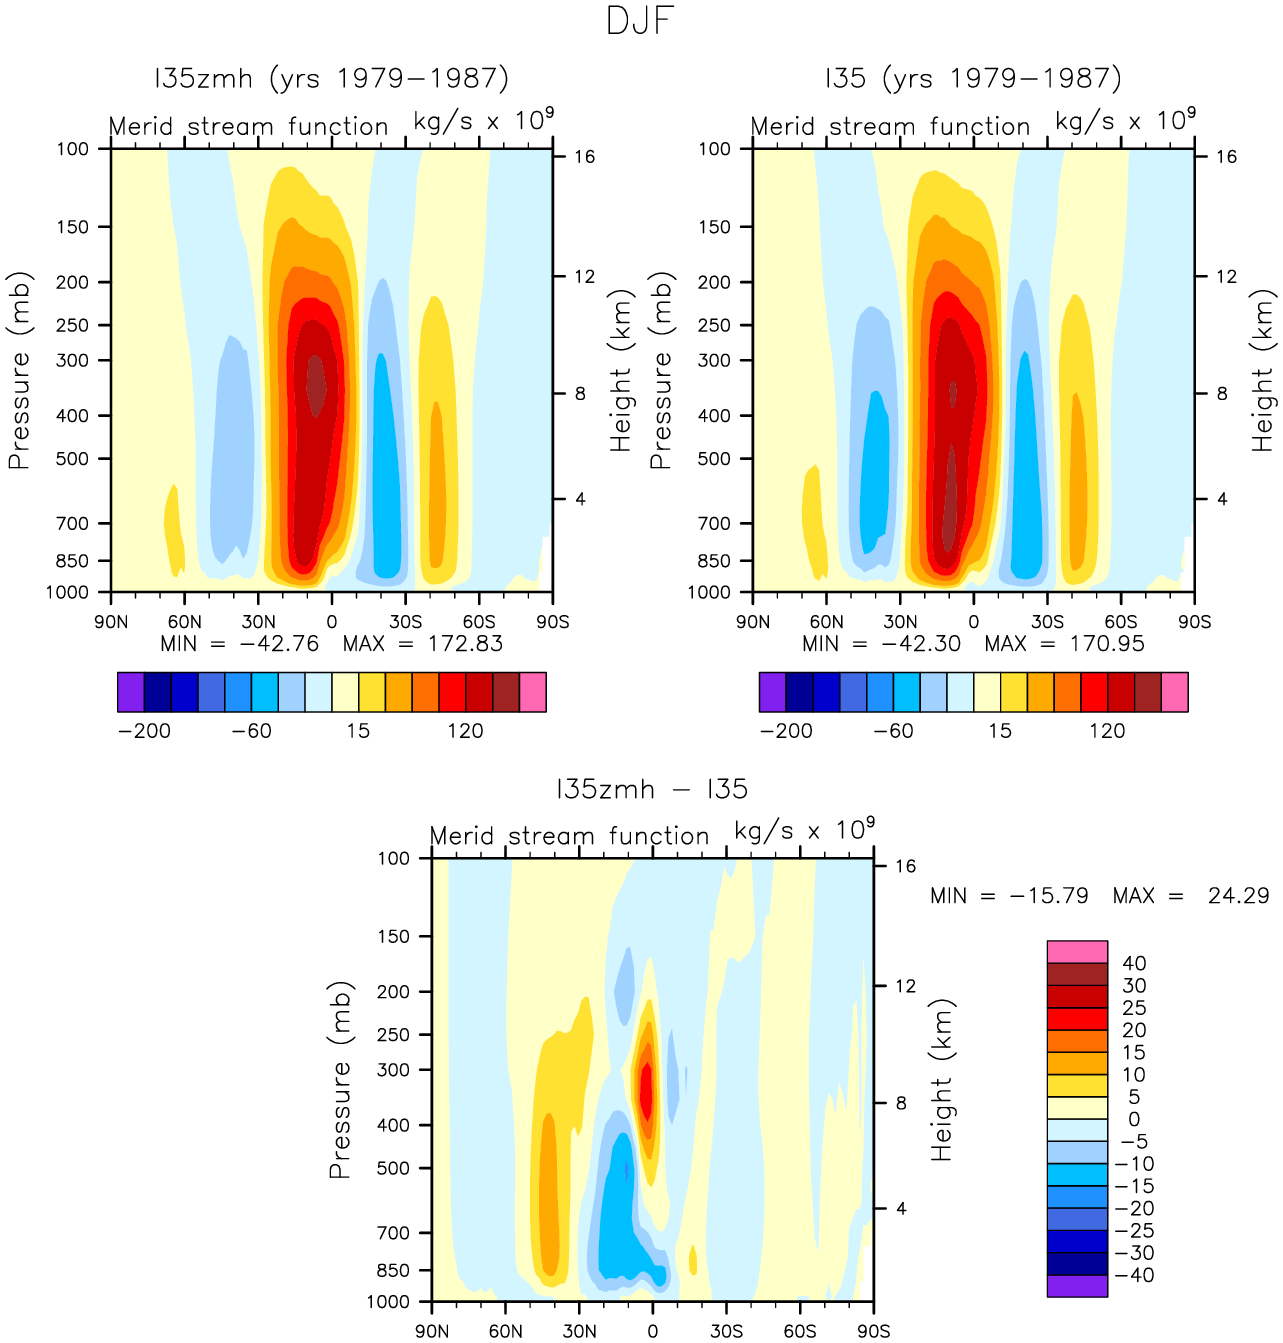 DJF
I35zmh (yrs 1979−1987)
Merid stream function kg/s x 10⁹
Pressure (mb)
100
150
200
250
300
400
500
700
850
1000
16
12
8
4
Height (km)
90N 60N 30N 0 30S 60S 90S
MIN = −42.76 MAX = 172.83
−200 −60 15 120
I35 (yrs 1979−1987)
Merid stream function kg/s x 10⁹
Pressure (mb)
100
150
200
250
300
400
500
700
850
1000
16
12
8
4
Height (km)
90N 60N 30N 0 30S 60S 90S
MIN = −42.30 MAX = 170.95
−200 −60 15 120
I35zmh − I35
Merid stream function kg/s x 10⁹
Pressure (mb)
100
150
200
250
300
400
500
700
850
1000
16
12
8
4
Height (km)
90N 60N 30N 0 30S 60S 90S
MIN = −15.79 MAX = 24.29
40
30
25
20
15
10
5
0
−5
−10
−15
−20
−25
−30
−40